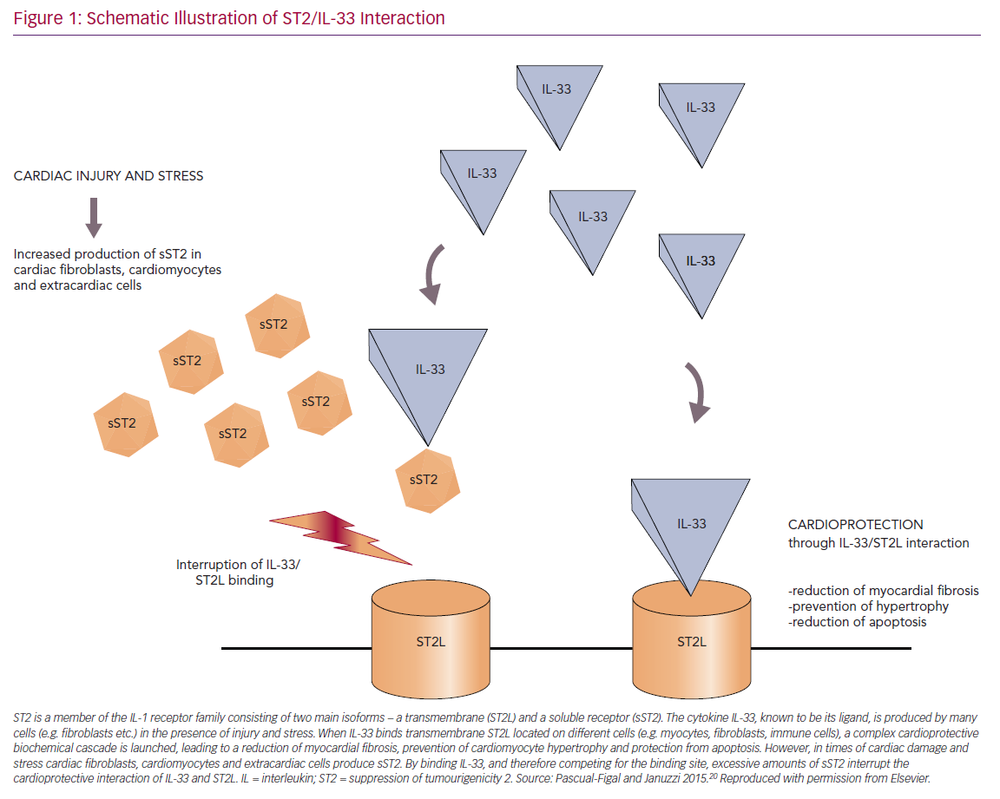 Figure 1: Schematic Illustration of ST2/IL-33 Interaction
IL-33
IL-33
IL-33
IL-33
IL-33
CARDIAC INJURY AND STRESS
Increased production of sST2 in
cardiac fibroblasts, cardiomyocytes
and extracardiac cells
sST2
sST2
sST2
sST2
sST2
IL-33
sST2
Interruption of IL-33/
ST2L binding
ST2L
IL-33
ST2L
CARDIOPROTECTION
through IL-33/ST2L interaction
-reduction of myocardial fibrosis
-prevention of hypertrophy
-reduction of apoptosis
ST2 is a member of the IL-1 receptor family consisting of two main isoforms – a transmembrane (ST2L) and a soluble receptor (sST2). The cytokine IL-33, known to be its ligand, is produced by many
cells (e.g. fibroblasts etc.) in the presence of injury and stress. When IL-33 binds transmembrane ST2L located on different cells (e.g. myocytes, fibroblasts, immune cells), a complex cardioprotective
biochemical cascade is launched, leading to a reduction of myocardial fibrosis, prevention of cardiomyocyte hypertrophy and protection from apoptosis. However, in times of cardiac damage and
stress cardiac fibroblasts, cardiomyocytes and extracardiac cells produce sST2. By binding IL-33, and therefore competing for the binding site, excessive amounts of sST2 interrupt the
cardioprotective interaction of IL-33 and ST2L. IL = interleukin; ST2 = suppression of tumourigenicity 2. Source: Pascual-Figal and Januzzi 2015.20 Reproduced with permission from Elsevier.